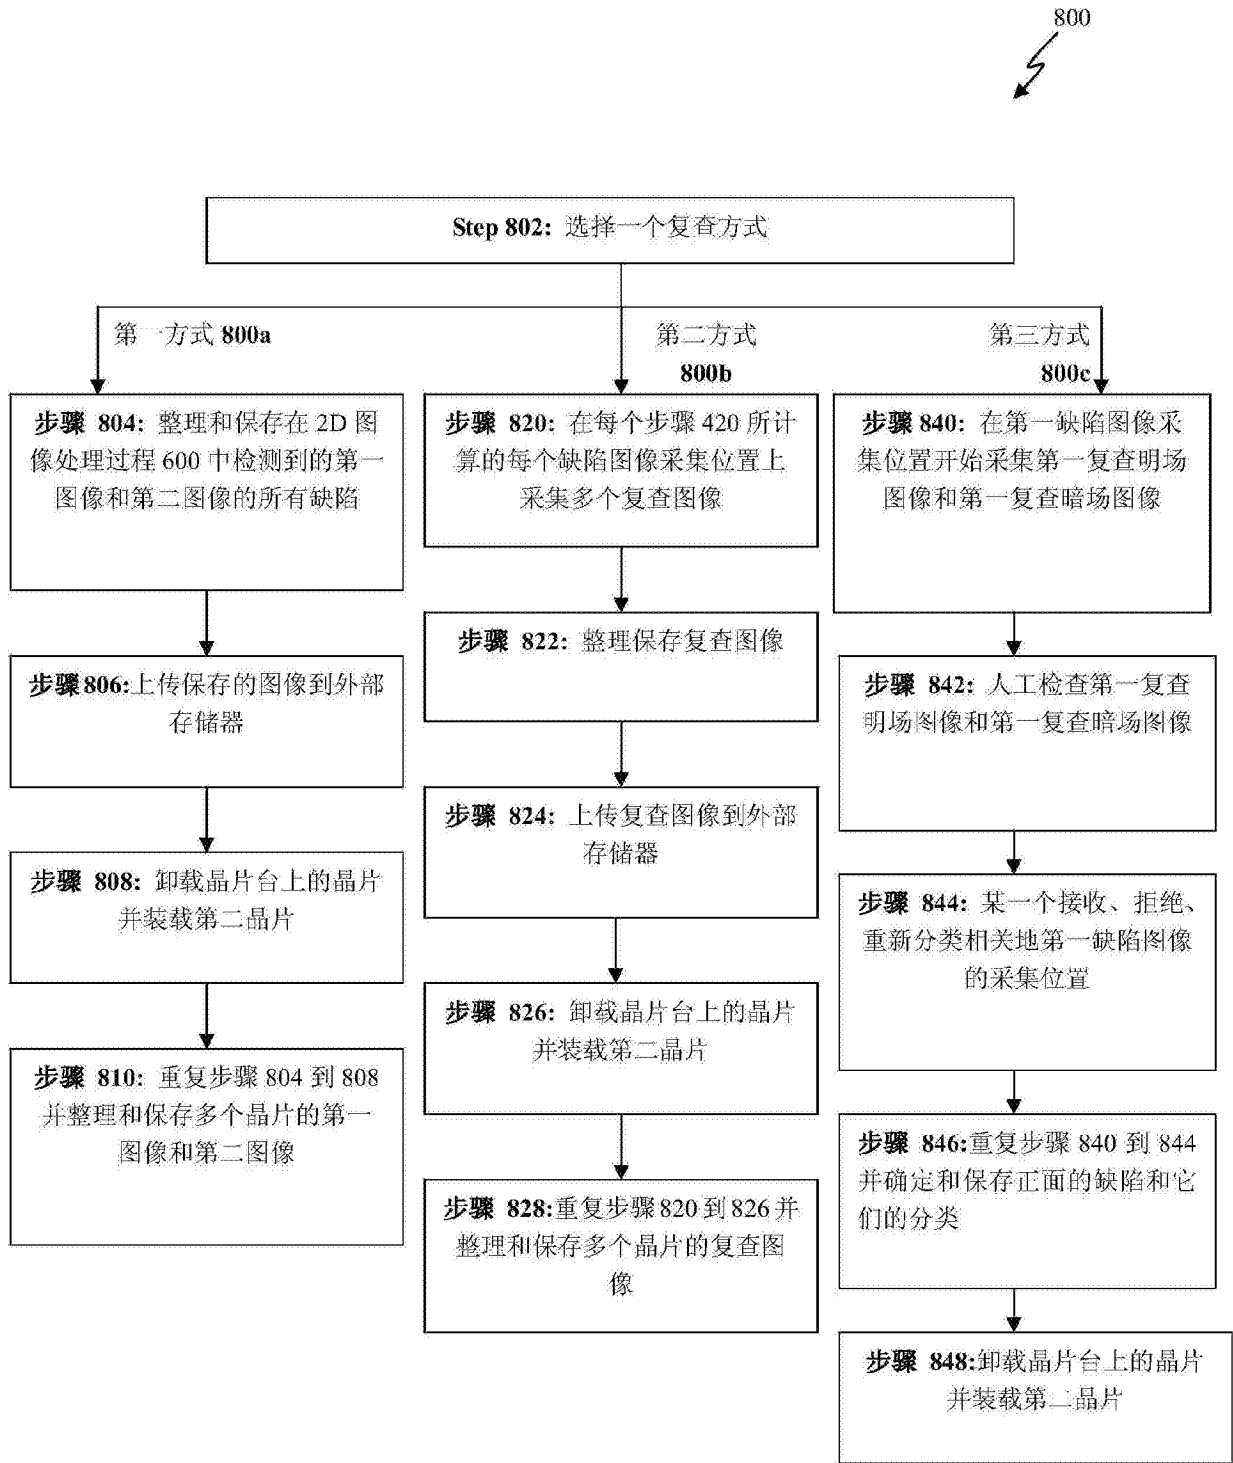 800
Step 802: 选择一个复查方式
第一方式 800a
步骤 804: 整理和保存在 2D 图
像处理过程 600 中检测到的第一
图像和第二图像的所有缺陷
步骤806:上传保存的图像到外部
存储器
步骤 808: 卸载晶片台上的晶片
并装载第二晶片
步骤 810: 重复步骤 804 到 808
并整理和保存多个晶片的第一
图像和第二图像
第二方式
800b
步骤 820: 在每个步骤 420 所计
算的每个缺陷图像采集位置上
采集多个复查图像
步骤 822: 整理保存复查图像
步骤 824: 上传复查图像到外部
存储器
步骤 826: 卸载晶片台上的晶片
并装载第二晶片
步骤 828:重复步骤 820 到 826 并
整理和保存多个晶片的复查图
像
第三方式
800c
步骤 840: 在第一缺陷图像采
集位置开始采集第一复查明场
图像和第一复查暗场图像
步骤 842: 人工检查第一复查
明场图像和第一复查暗场图像
步骤 844: 某一个接收、拒绝、
重新分类相关地第一缺陷图像
的采集位置
步骤 846:重复步骤 840 到 844
并确定和保存正面的缺陷和它
们的分类
步骤 848:卸载晶片台上的晶片
并装载第二晶片